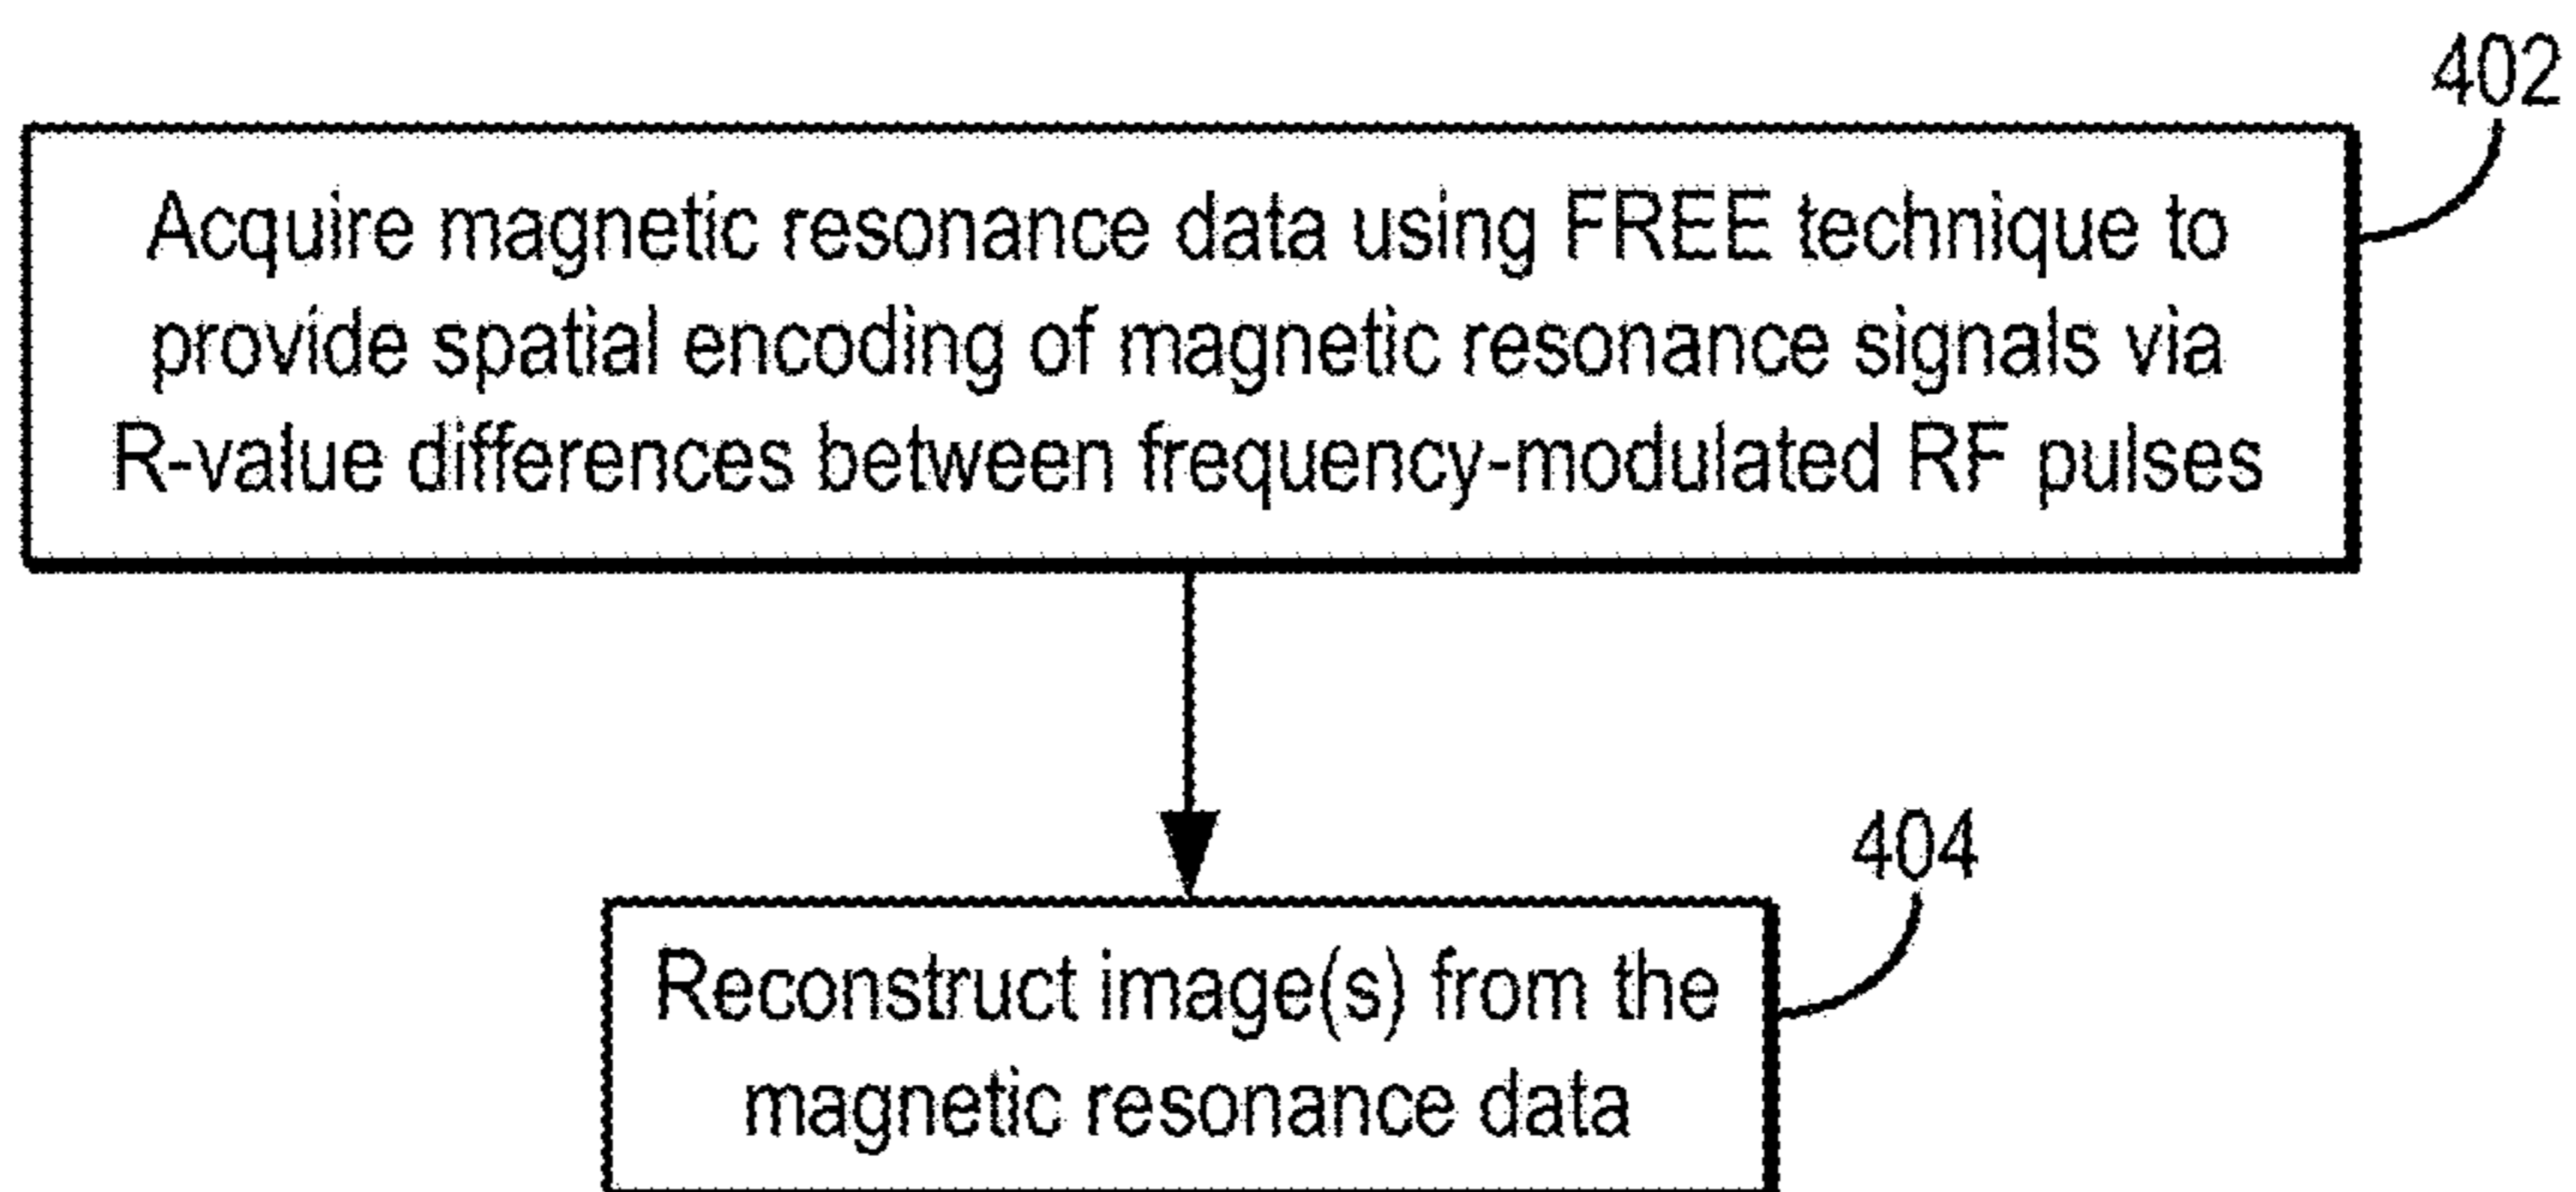 402
Acquire magnetic resonance data using FREE technique to
provide spatial encoding of magnetic resonance signals via
R-value differences between frequency-modulated RF pulses
404
Reconstruct image(s) from the
magnetic resonance data